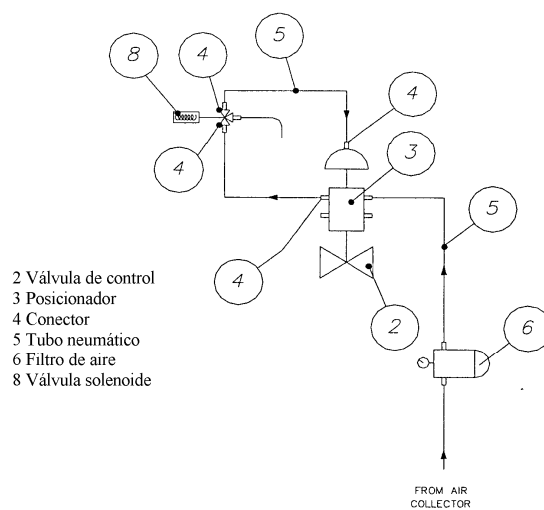 5
8
4
4
4
3
5
4
2
6
2 Válvula de control
3 Posicionador
4 Conector
5 Tubo neumático
6 Filtro de aire
8 Válvula solenoide
FROM AIR
COLLECTOR